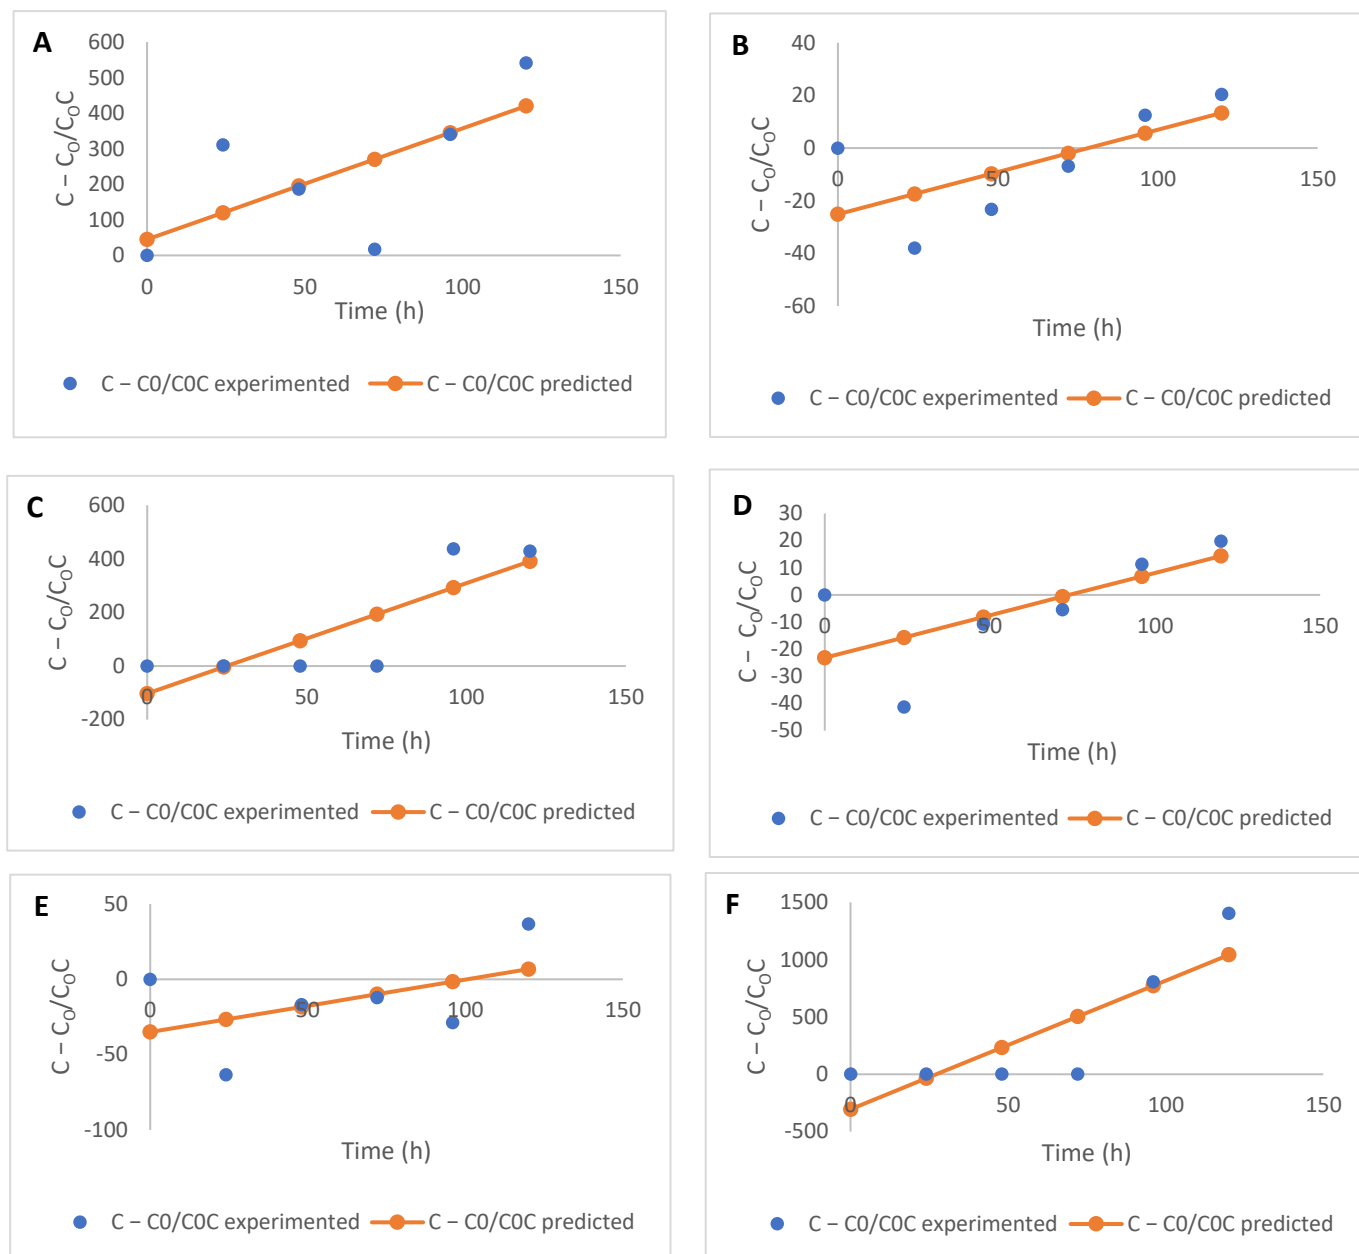 A
600
500
400
300
200
100
0
0 50 100 150
C – C₀/C₀C
Time (h)
C – C0/C0C experimented C – C0/C0C predicted
B
40
20
0
-20
-40
-60
0 50 100 150
C – C₀/C₀C
Time (h)
C – C0/C0C experimented C – C0/C0C predicted
C
600
400
200
0
-200
0 50 100 150
C – C₀/C₀C
Time (h)
C – C0/C0C experimented C – C0/C0C predicted
D
30
20
10
0
-10
-20
-30
-40
-50
0 50 100 150
C – C₀/C₀C
Time (h)
C – C0/C0C experimented C – C0/C0C predicted
E
50
0
-50
-100
0 50 100 150
C – C₀/C₀C
Time (h)
C – C0/C0C experimented C – C0/C0C predicted
F
1500
1000
500
0
-500
0 50 100 150
C – C₀/C₀C
Time (h)
C – C0/C0C experimented C – C0/C0C predicted